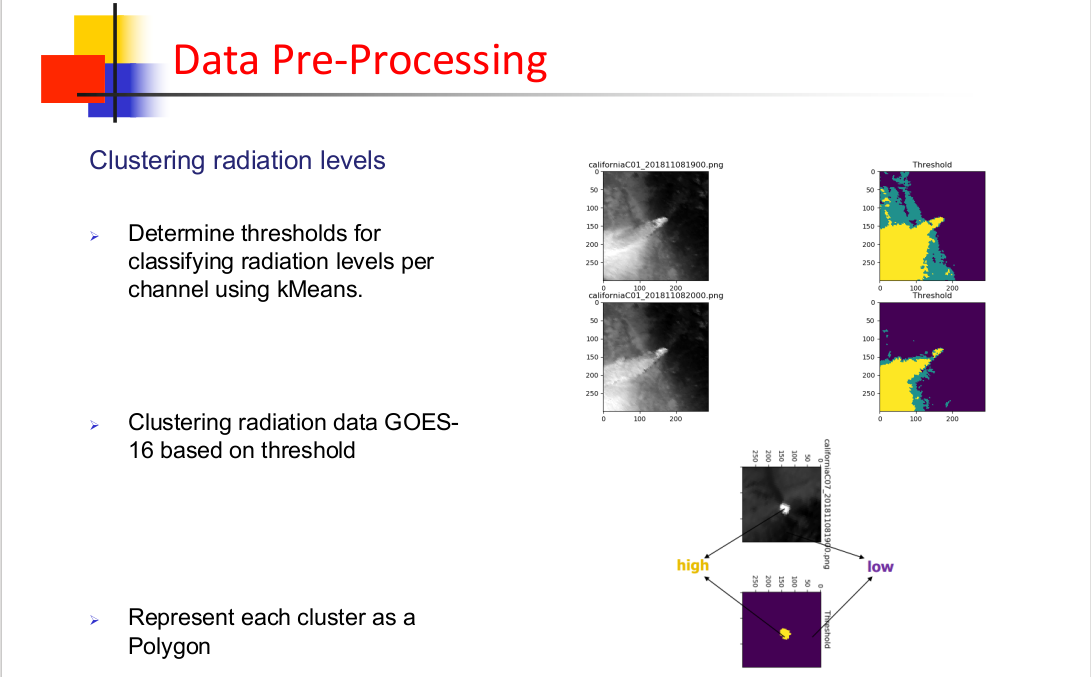 Data Pre-Processing
Clustering radiation levels
Determine thresholds for
classifying radiation levels per
channel using kMeans.
Clustering radiation data GOES-
16 based on threshold
Represent each cluster as a
Polygon
californiaC01_201811081900.png
0
50
100
150
200
250
0 100 200
Threshold
0
50
100
150
200
250
0 100 200
californiaC01_201811082000.png
0
50
100
150
200
250
0 100 200
Threshold
0
50
100
150
200
250
0 100 200
californiaC07_201811081900.png
250 200 150 100 50 0
high
low
250 200 150 100 50 0
Threshold